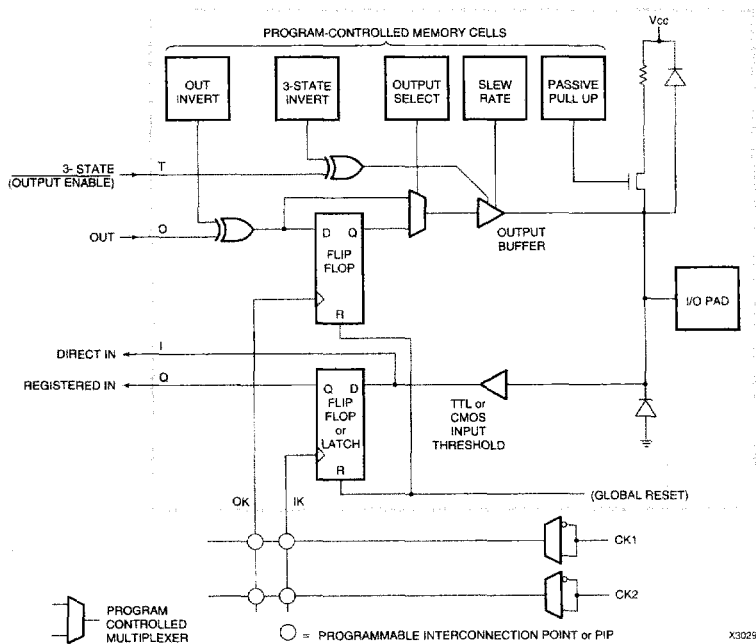 PROGRAM-CONTROLLED MEMORY CELLS
Vcc
OUT
INVERT
3-STATE
INVERT
OUTPUT
SELECT
SLEW
RATE
PASSIVE
PULL UP
3- STATE
(OUTPUT ENABLE)
T
OUT
O
D Q
FLIP
FLOP
R
OUTPUT
BUFFER
I/O PAD
DIRECT IN
I
REGISTERED IN
Q
Q D
FLIP
FLOP
or
LATCH
R
TTL or
CMOS
INPUT
THRESHOLD
OK
IK
(GLOBAL RESET)
CK1
CK2
PROGRAM
CONTROLLED
MULTIPLEXER
= PROGRAMMABLE INTERCONNECTION POINT or PIP